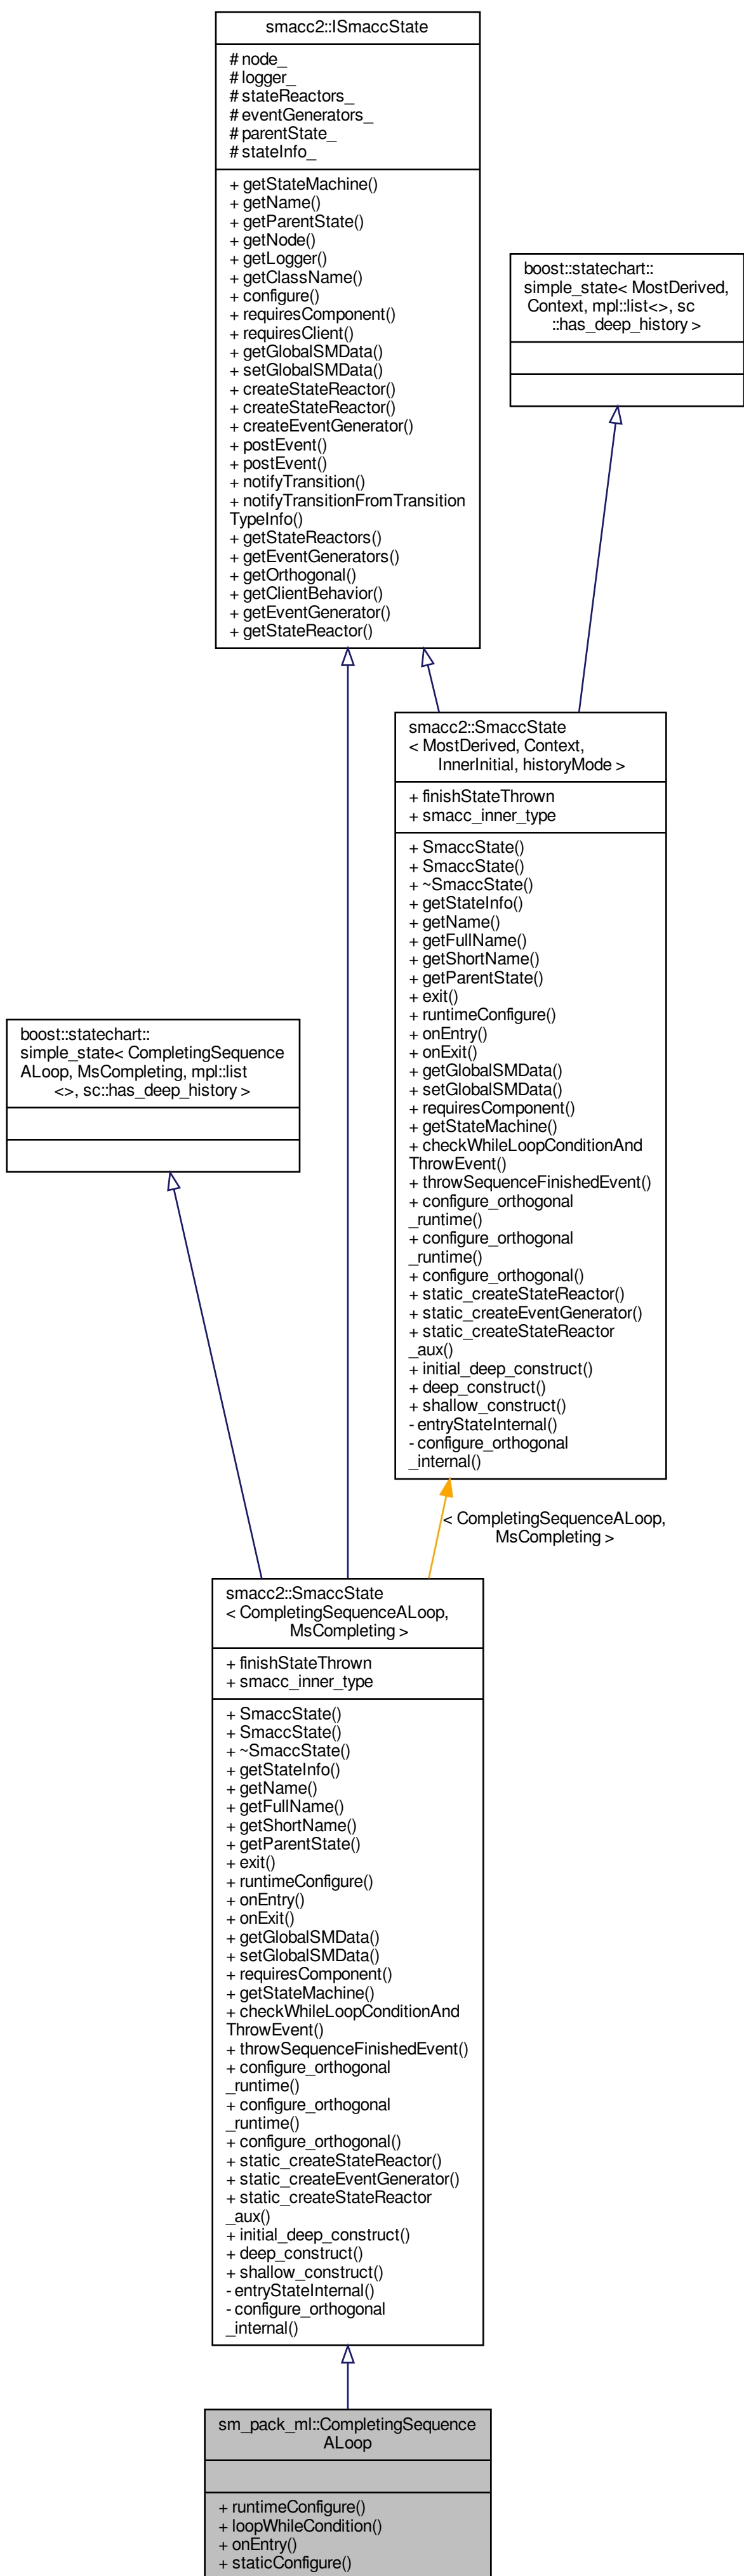 smacc2::ISmaccState
# node_
# logger_
# stateReactors_
# eventGenerators_
# parentState_
# stateInfo_
+ getStateMachine()
+ getName()
+ getParentState()
+ getNode()
+ getLogger()
+ getClassName()
+ configure()
+ requiresComponent()
+ requiresClient()
+ getGlobalSMData()
+ setGlobalSMData()
+ createStateReactor()
+ createStateReactor()
+ createEventGenerator()
+ postEvent()
+ postEvent()
+ notifyTransition()
+ notifyTransitionFromTransition
TypeInfo()
+ getStateReactors()
+ getEventGenerators()
+ getOrthogonal()
+ getClientBehavior()
+ getEventGenerator()
+ getStateReactor()
boost::statechart::
simple_state< MostDerived,
Context, mpl::list<>, sc
::has_deep_history >
smacc2::SmaccState
< MostDerived, Context,
InnerInitial, historyMode >
+ finishStateThrown
+ smacc_inner_type
+ SmaccState()
+ SmaccState()
+ ~SmaccState()
+ getStateInfo()
+ getName()
+ getFullName()
+ getShortName()
+ getParentState()
+ exit()
+ runtimeConfigure()
+ onEntry()
+ onExit()
+ getGlobalSMData()
+ setGlobalSMData()
+ requiresComponent()
+ getStateMachine()
+ checkWhileLoopConditionAnd
ThrowEvent()
+ throwSequenceFinishedEvent()
+ configure_orthogonal
_runtime()
+ configure_orthogonal
_runtime()
+ configure_orthogonal()
+ static_createStateReactor()
+ static_createEventGenerator()
+ static_createStateReactor
_aux()
+ initial_deep_construct()
+ deep_construct()
+ shallow_construct()
- entryStateInternal()
- configure_orthogonal
_internal()
boost::statechart::
simple_state< CompletingSequence
ALoop, MsCompleting, mpl::list
<>, sc::has_deep_history >
< CompletingSequenceALoop,
MsCompleting >
smacc2::SmaccState
< CompletingSequenceALoop,
MsCompleting >
+ finishStateThrown
+ smacc_inner_type
+ SmaccState()
+ SmaccState()
+ ~SmaccState()
+ getStateInfo()
+ getName()
+ getFullName()
+ getShortName()
+ getParentState()
+ exit()
+ runtimeConfigure()
+ onEntry()
+ onExit()
+ getGlobalSMData()
+ setGlobalSMData()
+ requiresComponent()
+ getStateMachine()
+ checkWhileLoopConditionAnd
ThrowEvent()
+ throwSequenceFinishedEvent()
+ configure_orthogonal
_runtime()
+ configure_orthogonal
_runtime()
+ configure_orthogonal()
+ static_createStateReactor()
+ static_createEventGenerator()
+ static_createStateReactor
_aux()
+ initial_deep_construct()
+ deep_construct()
+ shallow_construct()
- entryStateInternal()
- configure_orthogonal
_internal()
sm_pack_ml::CompletingSequence
ALoop
+ runtimeConfigure()
+ loopWhileCondition()
+ onEntry()
+ staticConfigure()